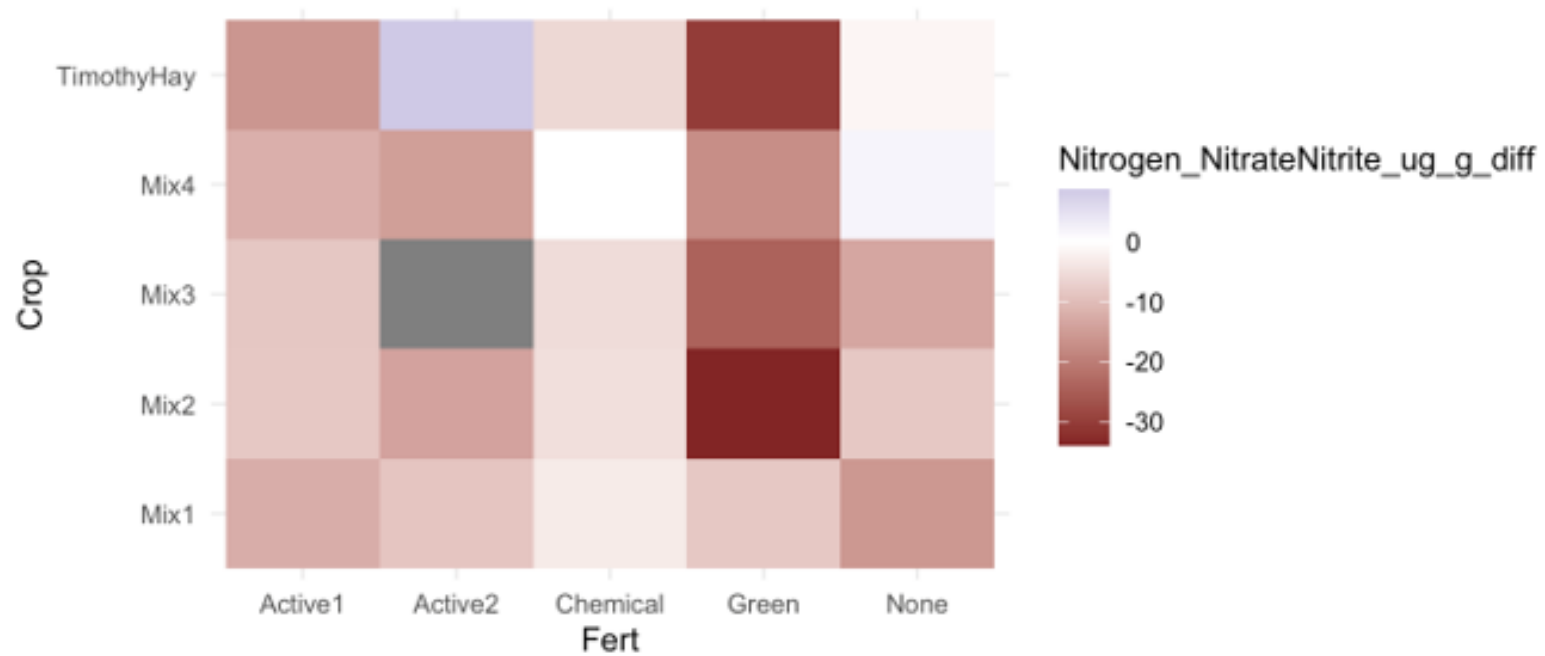 TimothyHay
Mix4
Mix3
Mix2
Mix1
Crop
Active1 Active2 Chemical Green None
Fert
Nitrogen_NitrateNitrite_ug_g_diff
0
-10
-20
-30